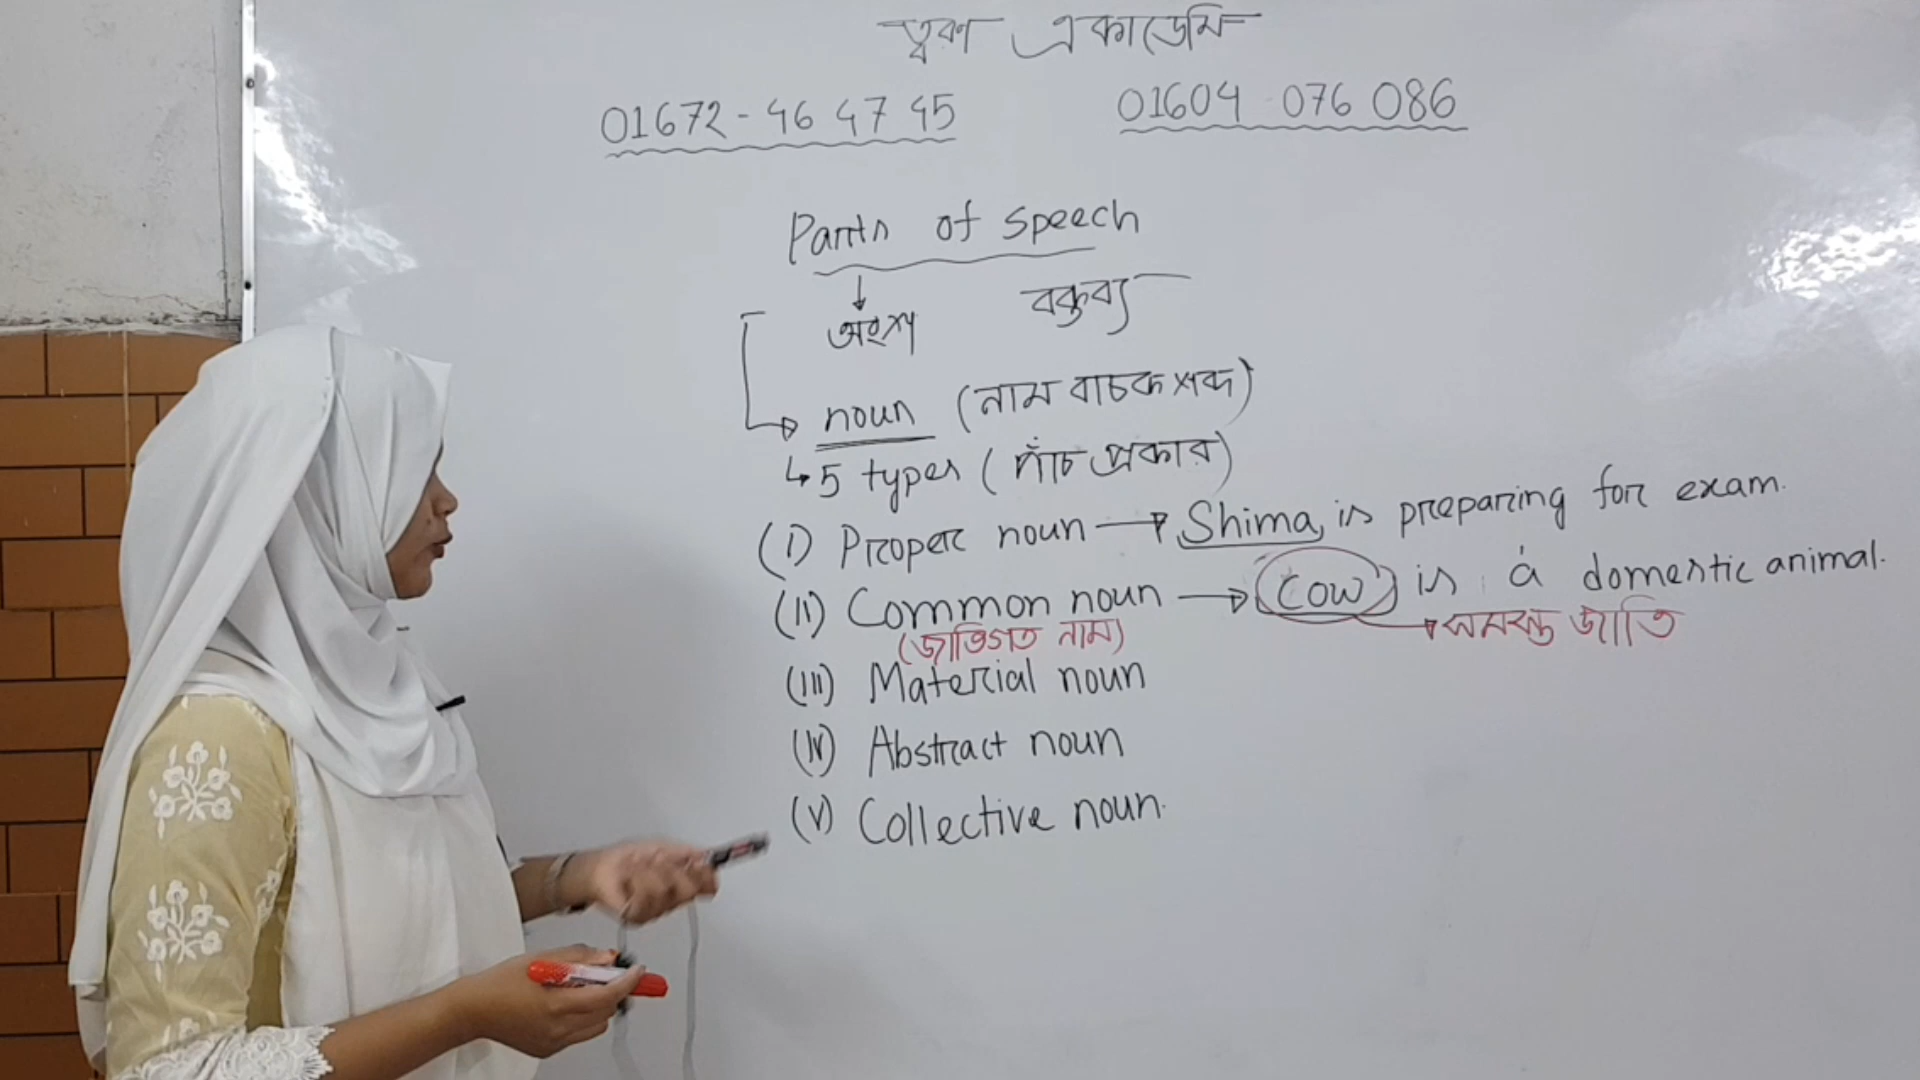 ত্বরণ একাডেমি
01672-46 47 45 01604 076 086
Parts of speech
অংশ বক্তব্য
noun (নাম বাচক শব্দ)
↳ 5 types (পাঁচ প্রকার)
(I) Proper noun → Shima, is preparing for exam.
(II) Common noun → Cow is a domestic animal.
(জাতিগত নাম) → সমস্ত জাতি
(III) Material noun
(IV) Abstract noun
(V) Collective noun.